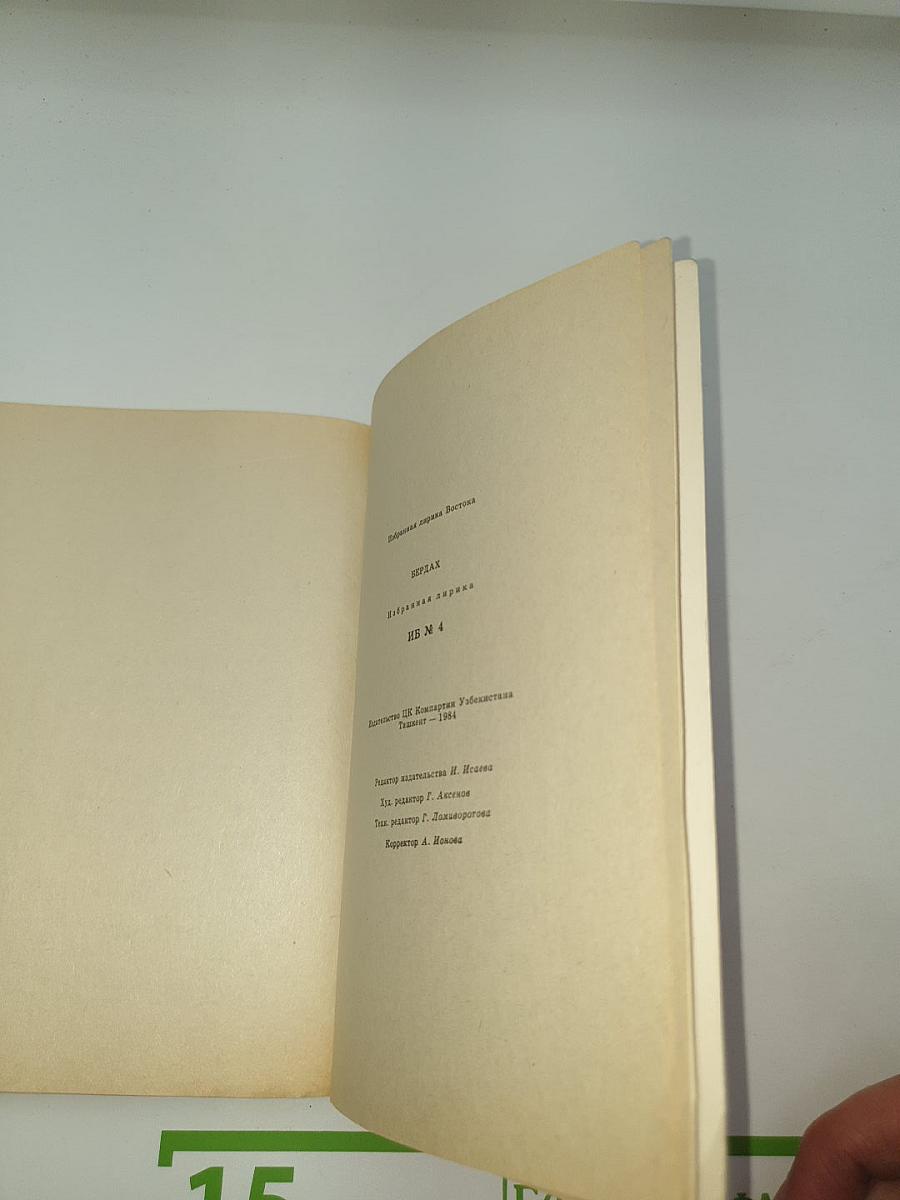 Избранная лирика Востока
БЕРДАХ
Избранная лирика
ИБ № 4
Издательство ЦК Компартии Узбекистана
Ташкент — 1984
Редактор издательства И. Исаева
Худ. редактор Г. Аксенов
Техн. редактор Г. Ломиворотова
Корректор А. Ионова
15